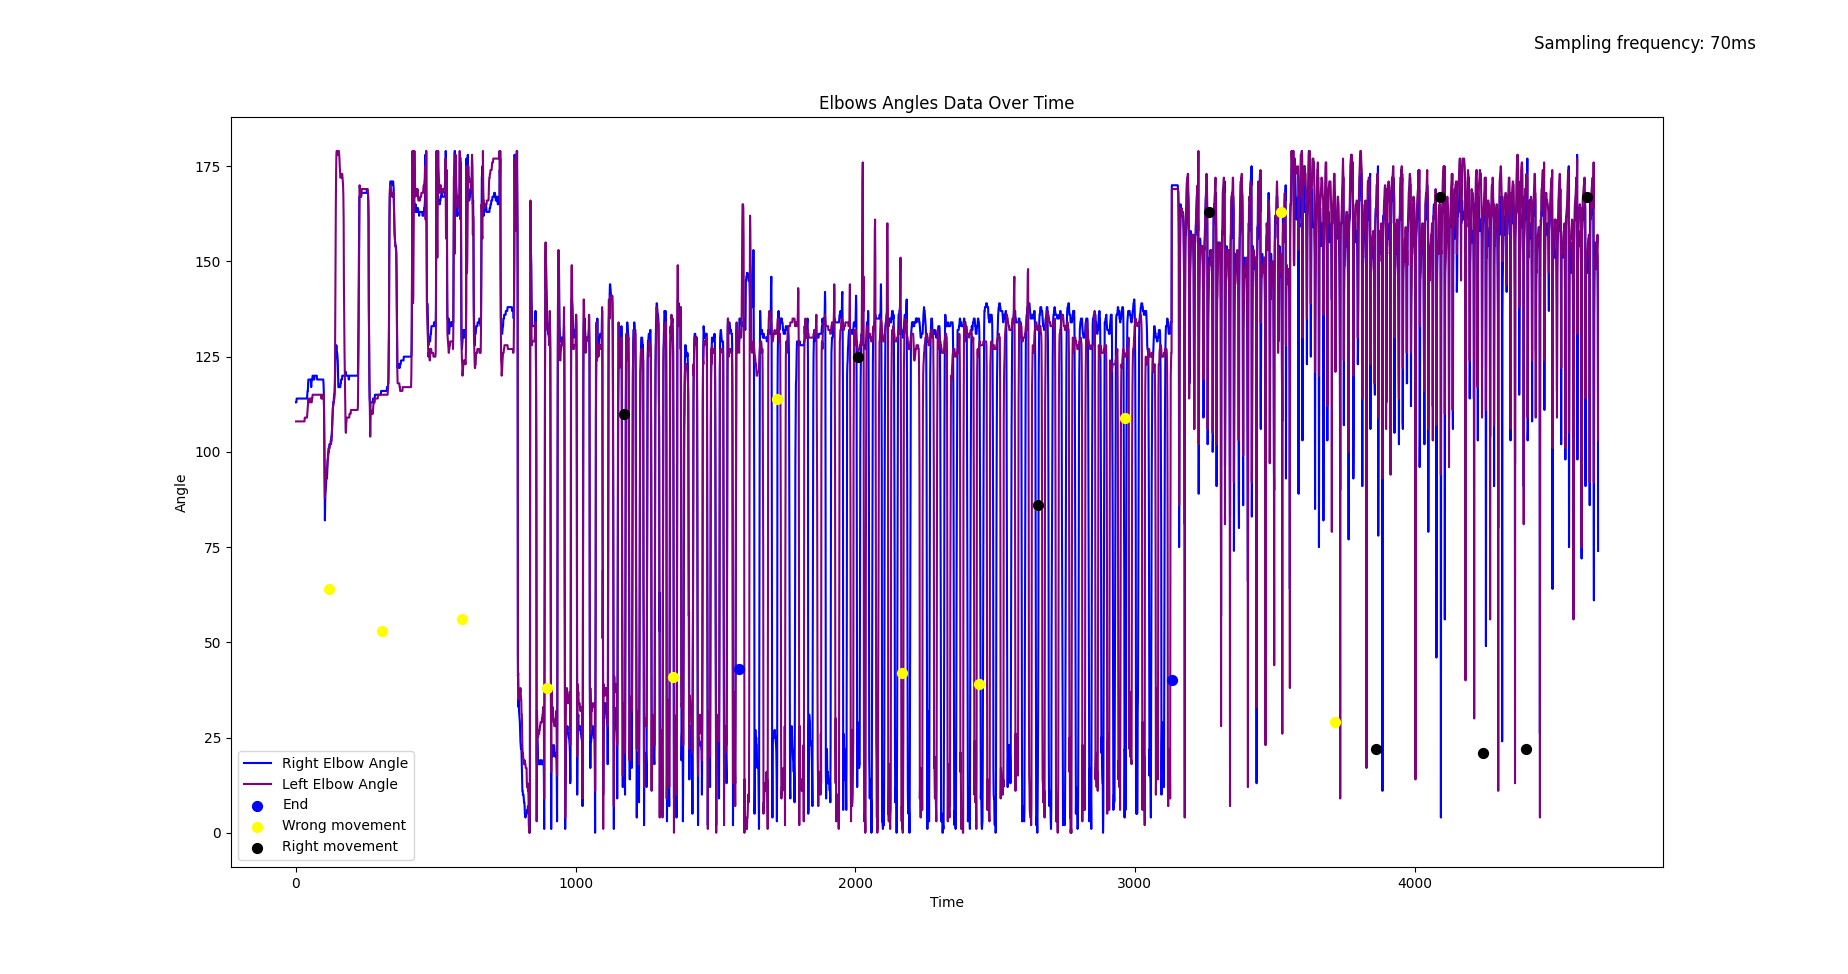 Sampling frequency: 70ms
Elbows Angles Data Over Time
175
150
125
100
75
50
25
0
Angle
Right Elbow Angle
Left Elbow Angle
End
Wrong movement
Right movement
0 1000 2000 3000 4000
Time